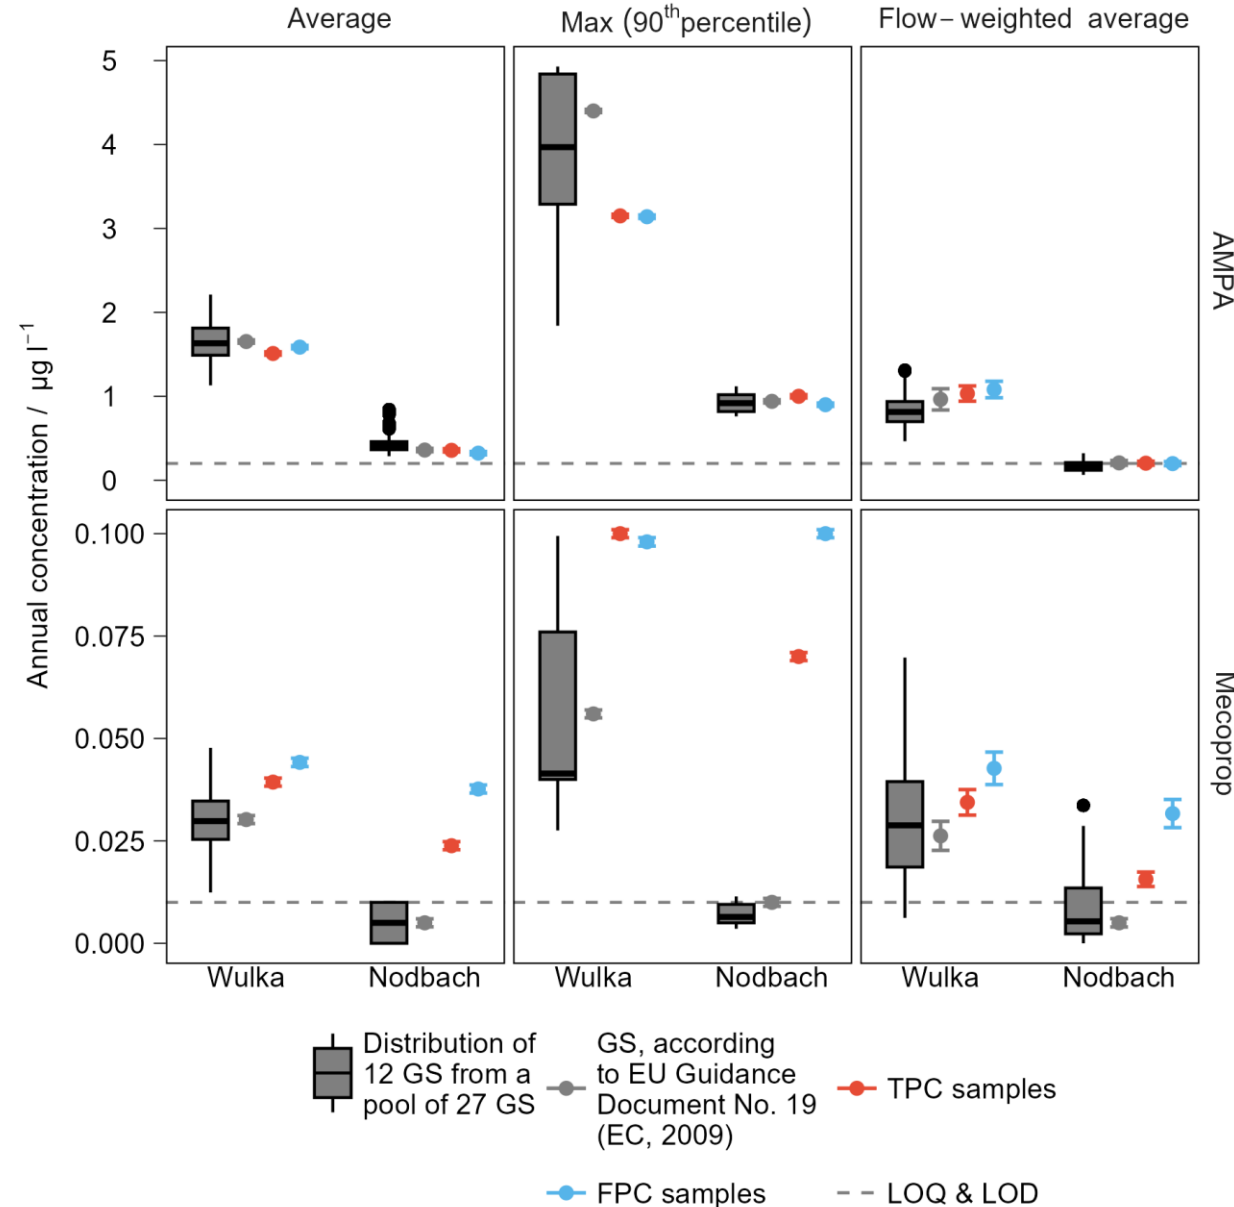 Average
Max (90th percentile)
Flow–weighted average
Annual concentration / µg l−1
5
4
3
2
1
0
AMPA
0.100
0.075
0.050
0.025
0.000
Mecoprop
Wulka
Nodbach
Wulka
Nodbach
Wulka
Nodbach
Distribution of
12 GS from a
pool of 27 GS
GS, according
to EU Guidance
Document No. 19
(EC, 2009)
TPC samples
FPC samples
LOQ & LOD